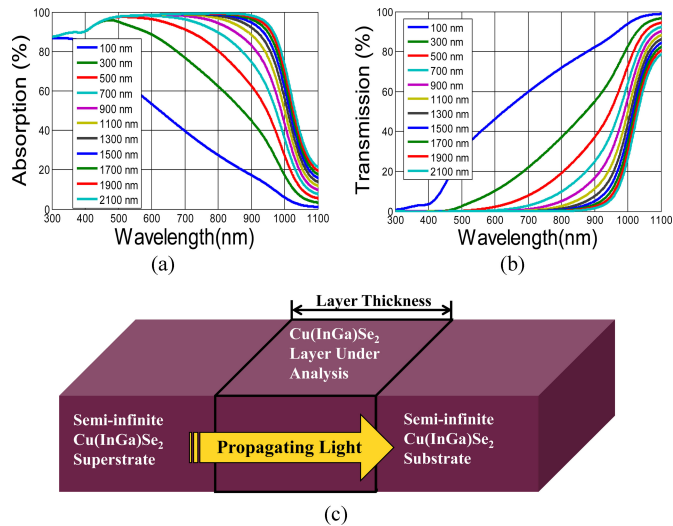 100
80
60
40
20
0
Absorption (%)
100 nm
300 nm
500 nm
700 nm
900 nm
1100 nm
1300 nm
1500 nm
1700 nm
1900 nm
2100 nm
300 400 500 600 700 800 900 1000 1100
Wavelength(nm)
(a)
100
80
60
40
20
Transmission (%)
100 nm
300 nm
500 nm
700 nm
900 nm
1100 nm
1300 nm
1500 nm
1700 nm
1900 nm
2100 nm
300 400 500 600 700 800 900 1000 1100
Wavelength(nm)
(b)
Layer Thickness
Cu(InGa)Se2
Layer Under
Analysis
Semi-infinite
Cu(InGa)Se2
Superstrate
Propagating Light
Semi-infinite
Cu(InGa)Se2
Substrate
(c)